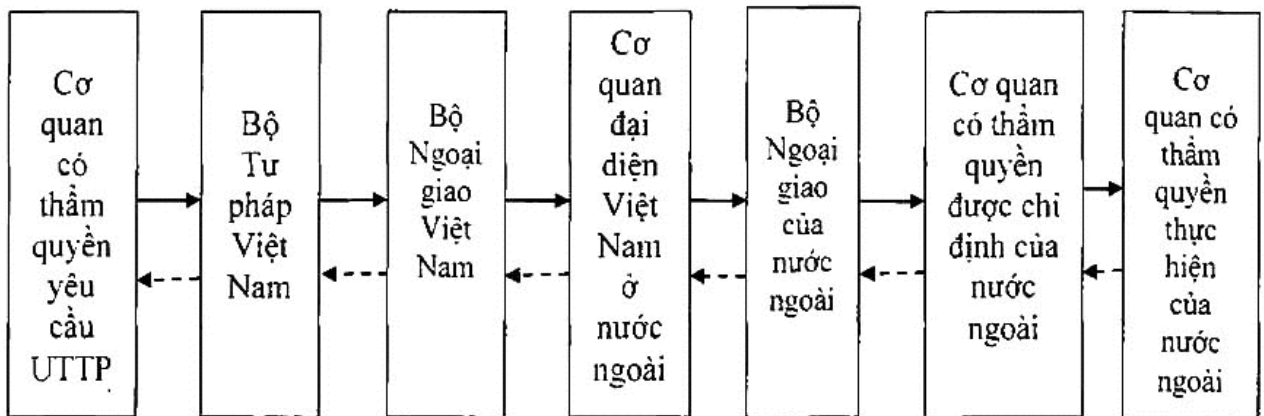 Cơ
quan
có
thẩm
quyền
yêu
cầu
UTTP
Bộ
Tư
pháp
Việt
Nam
Bộ
Ngoại
giao
Việt
Nam
Cơ
quan
đại
diện
Việt
Nam
ở
nước
ngoài
Bộ
Ngoại
giao
của
nước
ngoài
Cơ quan
có thẩm
quyền
được chỉ
định của
nước
ngoài
Cơ
quan có
thẩm
quyền
thực
hiện
của
nước
ngoài